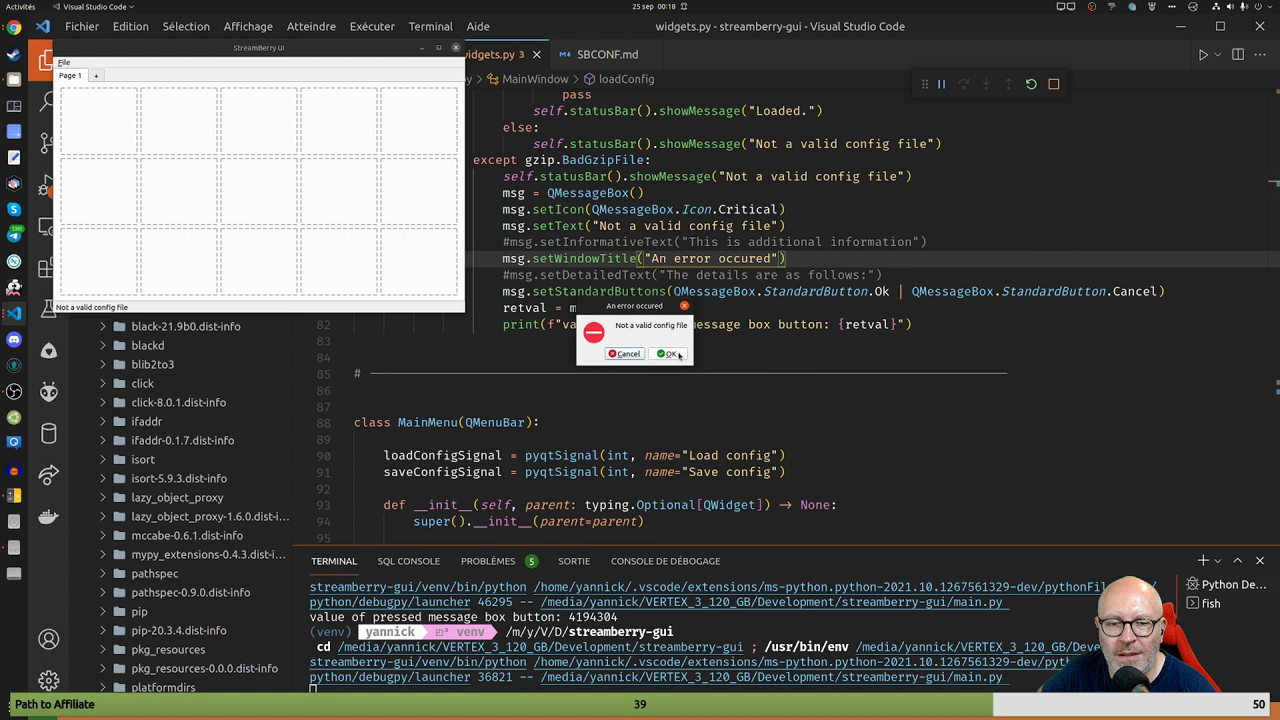 Activités
Visual Studio Code
25 sep 00:18
Fichier Edition Sélection Affichage Atteindre Exécuter Terminal Aide
widgets.py - streamberry-gui - Visual Studio Code
StreamBerry UI
File
Page 1 +
Not a valid config file
widgets.py 3
SBCONF.md
MainWindow > loadConfig
pass
self.statusBar().showMessage("Loaded.")
else:
self.statusBar().showMessage("Not a valid config file")
except gzip.BadGzipFile:
self.statusBar().showMessage("Not a valid config file")
msg = QMessageBox()
msg.setIcon(QMessageBox.Icon.Critical)
msg.setText("Not a valid config file")
#msg.setInformativeText("This is additional information")
msg.setWindowTitle("An error occured")
#msg.setDetailedText("The details are as follows:")
msg.setStandardButtons(QMessageBox.StandardButton.Ok | QMessageBox.StandardButton.Cancel)
retval = m
82
message box button: {retval}")
An error occured
Not a valid config file
Cancel
OK
83
84
85 #
86
87
88 class MainMenu(QMenuBar):
89
90 loadConfigSignal = pyqtSignal(int, name="Load config")
91 saveConfigSignal = pyqtSignal(int, name="Save config")
92
93 def __init__(self, parent: typing.Optional[QWidget]) → None:
94 super().__init__(parent=parent)
95
black-21.9b0.dist-info
blackd
blib2to3
click
click-8.0.1.dist-info
ifaddr
ifaddr-0.1.7.dist-info
isort
isort-5.9.3.dist-info
lazy_object_proxy
lazy_object_proxy-1.6.0.dist-i...
mccabe-0.6.1.dist-info
mypy_extensions-0.4.3.dist-i...
pathspec
pathspec-0.9.0.dist-info
pip
pip-20.3.4.dist-info
pkg_resources
pkg_resources-0.0.0.dist-info
platformdirs
TERMINAL SQL CONSOLE PROBLÈMES 5 SORTIE CONSOLE DE DÉBOGAGE
streamberry-gui/venv/bin/python /home/yannick/.vscode/extensions/ms-python.python-2021.10.1267561329-dev/pythonFil
python/debugpy/launcher 46295 -- /media/yannick/VERTEX_3_120_GB/Development/streamberry-gui/main.py
value of pressed message box button: 4194304
(venv) yannick venv /m/y/V/D/streamberry-gui
cd /media/yannick/VERTEX_3_120_GB/Development/streamberry-gui ; /usr/bin/env /media/yannick/VERTEX_3_120_GB/Deve
streamberry-gui/venv/bin/python /home/yannick/.vscode/extensions/ms-python.python-2021.10.1267561329-dev/
python/debugpy/launcher 36821 -- /media/yannick/VERTEX_3_120_GB/Development/streamberry-gui/main.py
Python De...
fish
Path to Affiliate
39
50